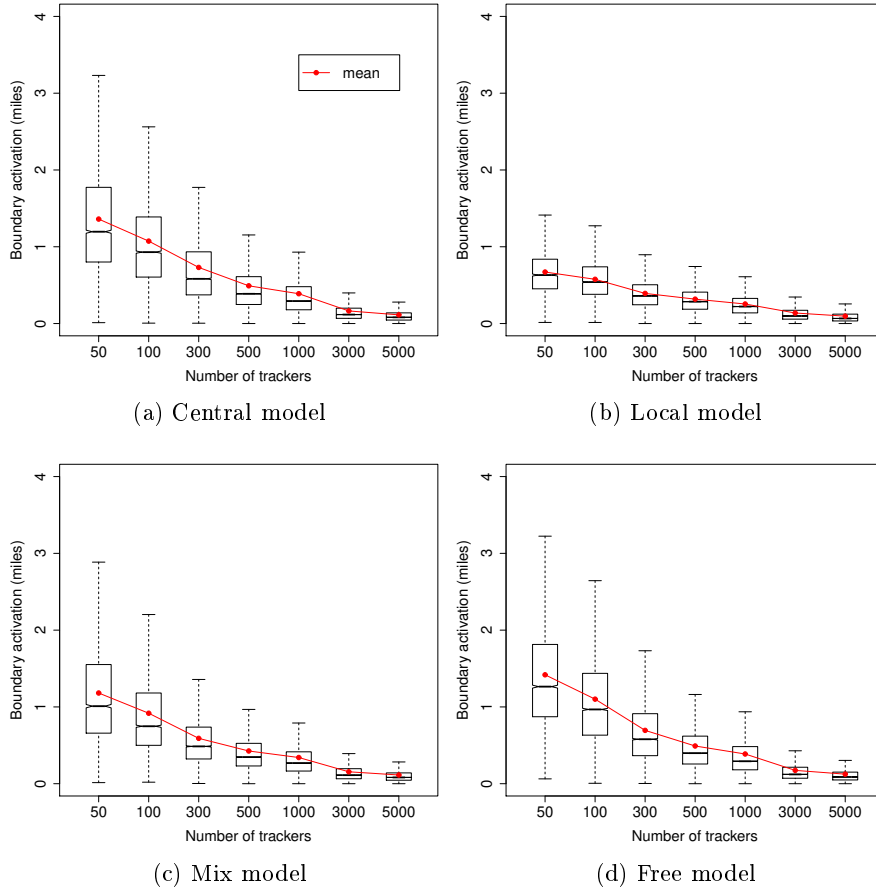 4
3
2
1
0
Boundary activation (miles)
mean
50 100 300 500 1000 3000 5000
Number of trackers
(a) Central model
4
3
2
1
0
Boundary activation (miles)
50 100 300 500 1000 3000 5000
Number of trackers
(b) Local model
4
3
2
1
0
Boundary activation (miles)
50 100 300 500 1000 3000 5000
Number of trackers
(c) Mix model
4
3
2
1
0
Boundary activation (miles)
50 100 300 500 1000 3000 5000
Number of trackers
(d) Free model